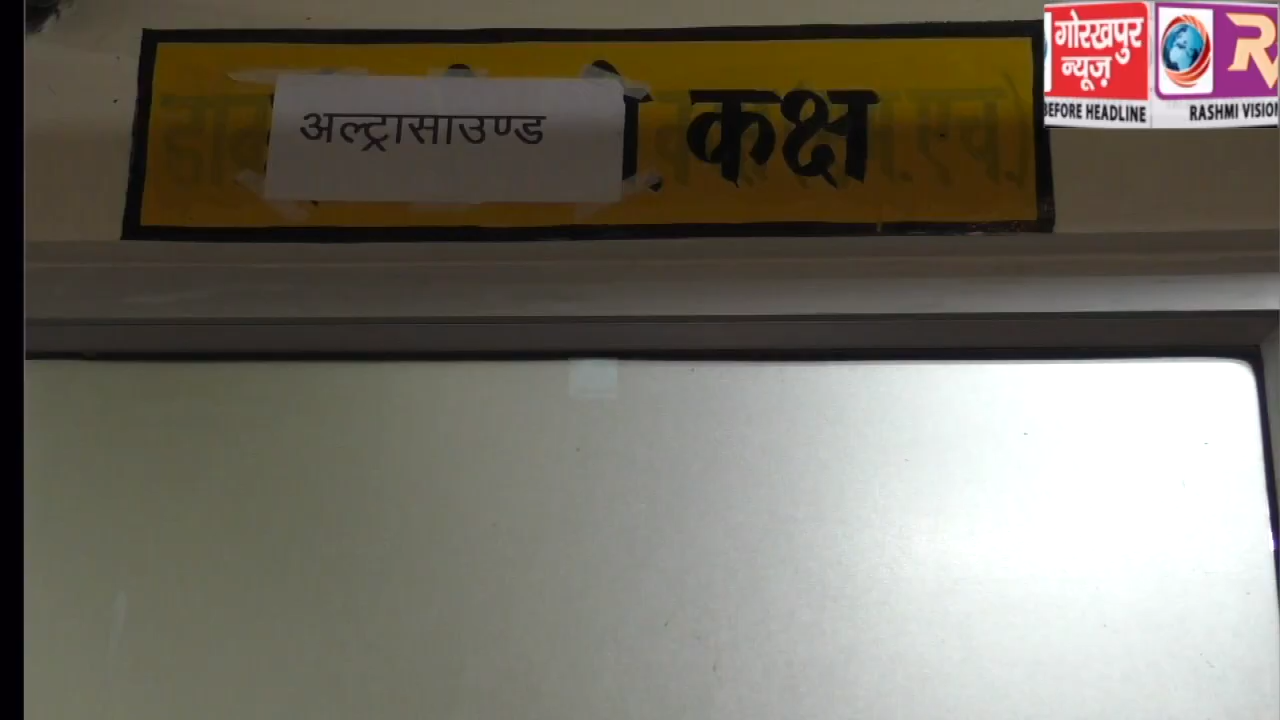 अल्ट्रासाउण्ड कक्ष
गोरखपुर
न्यूज़
BEFORE HEADLINE
R
RASHMI VISION